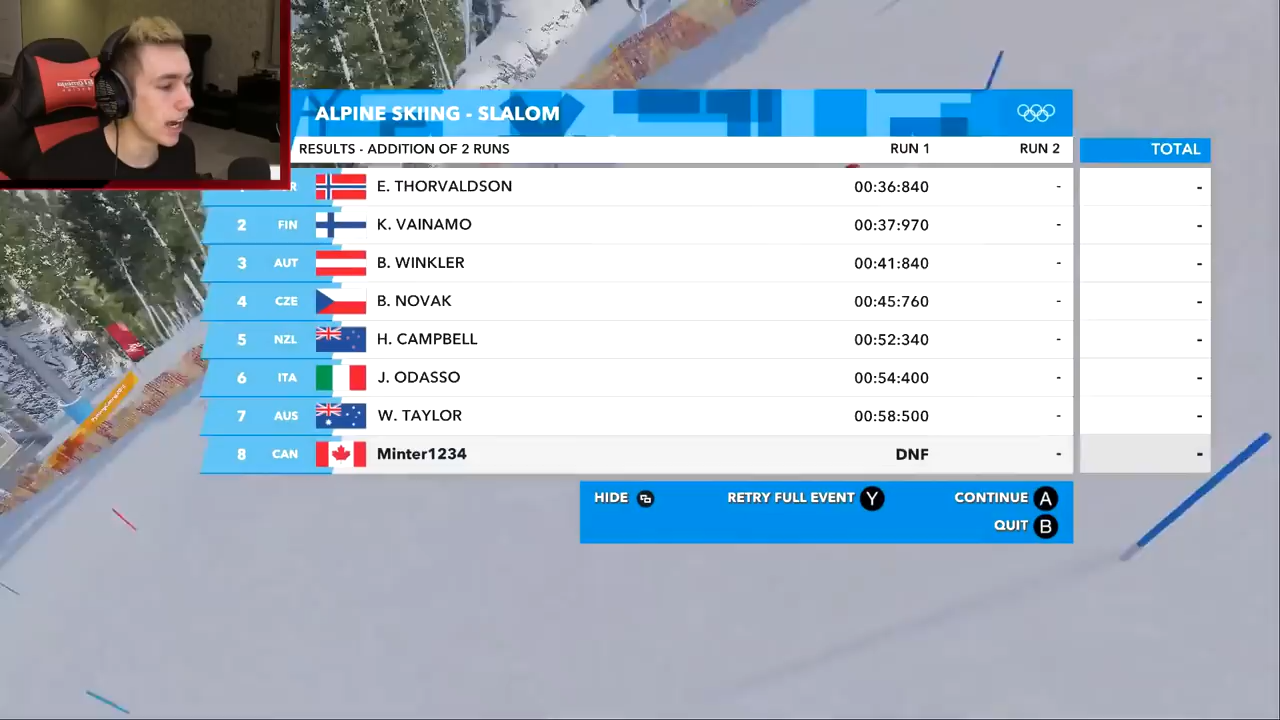 ALPINE SKIING - SLALOM
RESULTS - ADDITION OF 2 RUNS RUN 1 RUN 2 TOTAL
E. THORVALDSON 00:36:840 - -
2 FIN K. VAINAMO 00:37:970 - -
3 AUT B. WINKLER 00:41:840 - -
4 CZE B. NOVAK 00:45:760 - -
5 NZL H. CAMPBELL 00:52:340 - -
6 ITA J. ODASSO 00:54:400 - -
7 AUS W. TAYLOR 00:58:500 - -
8 CAN Minter1234 DNF - -
HIDE RETRY FULL EVENT Y CONTINUE A
QUIT B